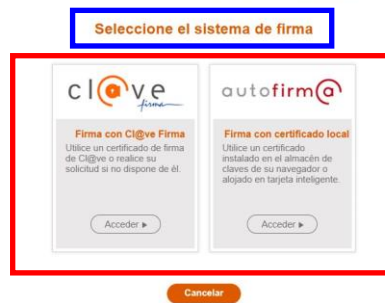 Seleccione el sistema de firma
cl@ve
firma
Firma con Cl@ve Firma
Utilice un certificado de firma
de Cl@ve o realice su
solicitud si no dispone de él.
Acceder
autofirm@
Firma con certificado local
Utilice un certificado
instalado en el almacén de
claves de su navegador o
alojado en tarjeta inteligente.
Acceder
Cancelar